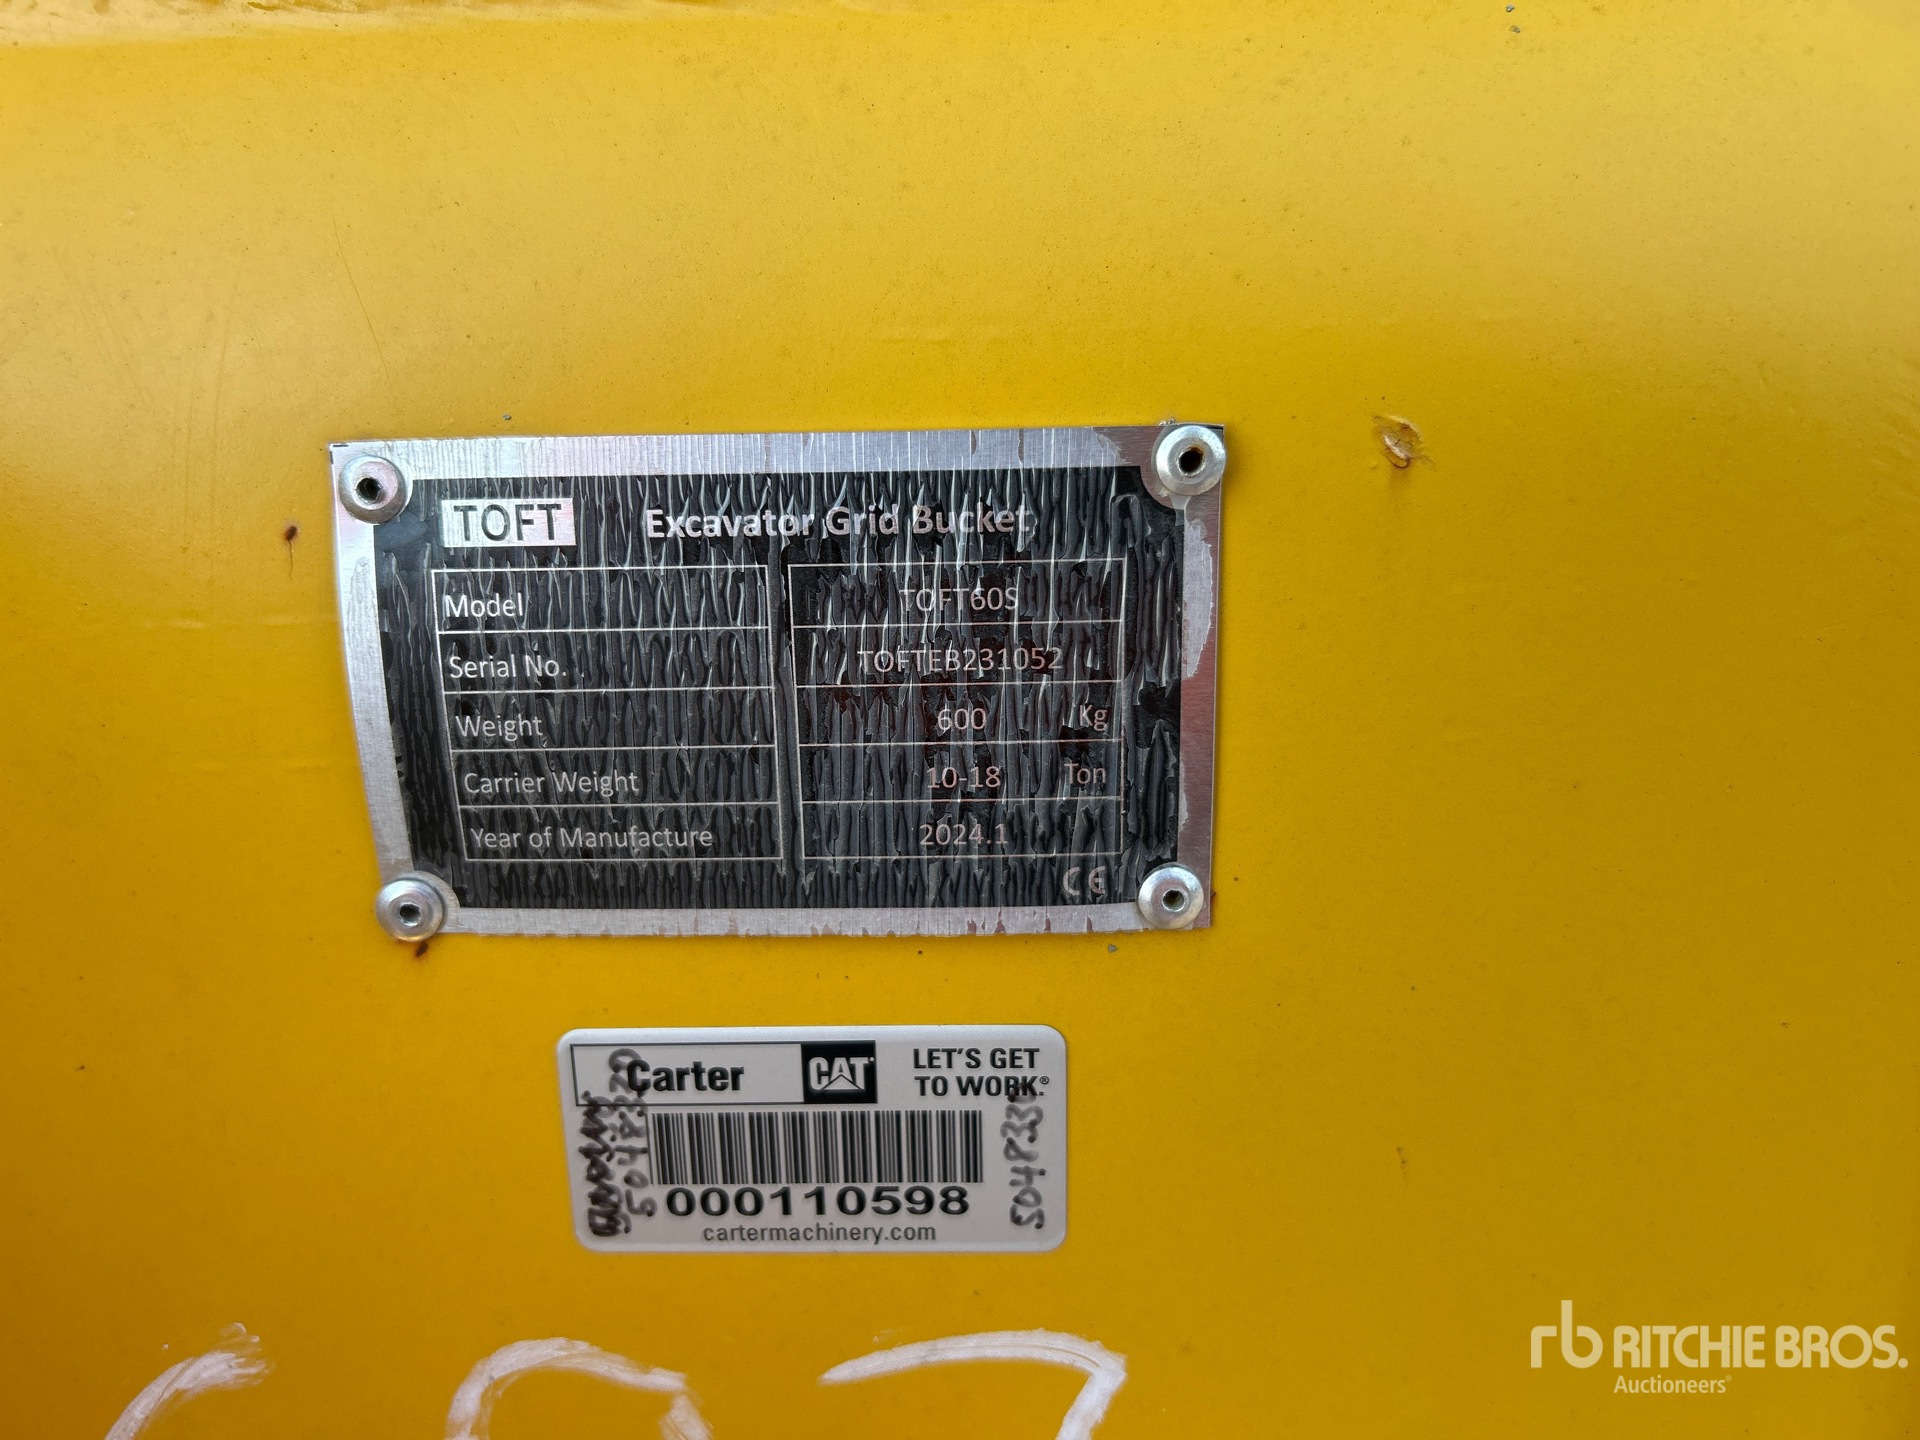 TOFT Excavator Grid Bucket
Model TOFT60S
Serial No. TOFTEB231052
Weight 600 Kg
Carrier Weight 10-18 Ton
Year of Manufacture 2024.1
CE
Carter CAT LET'S GET
TO WORK.®
000110598
cartermachinery.com
rb RITCHIE BROS.
Auctioneers®